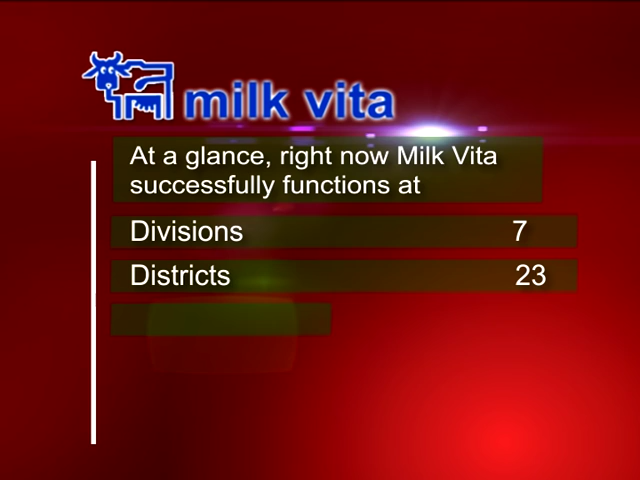 milk vita
At a glance, right now Milk Vita
successfully functions at
Divisions 7
Districts 23